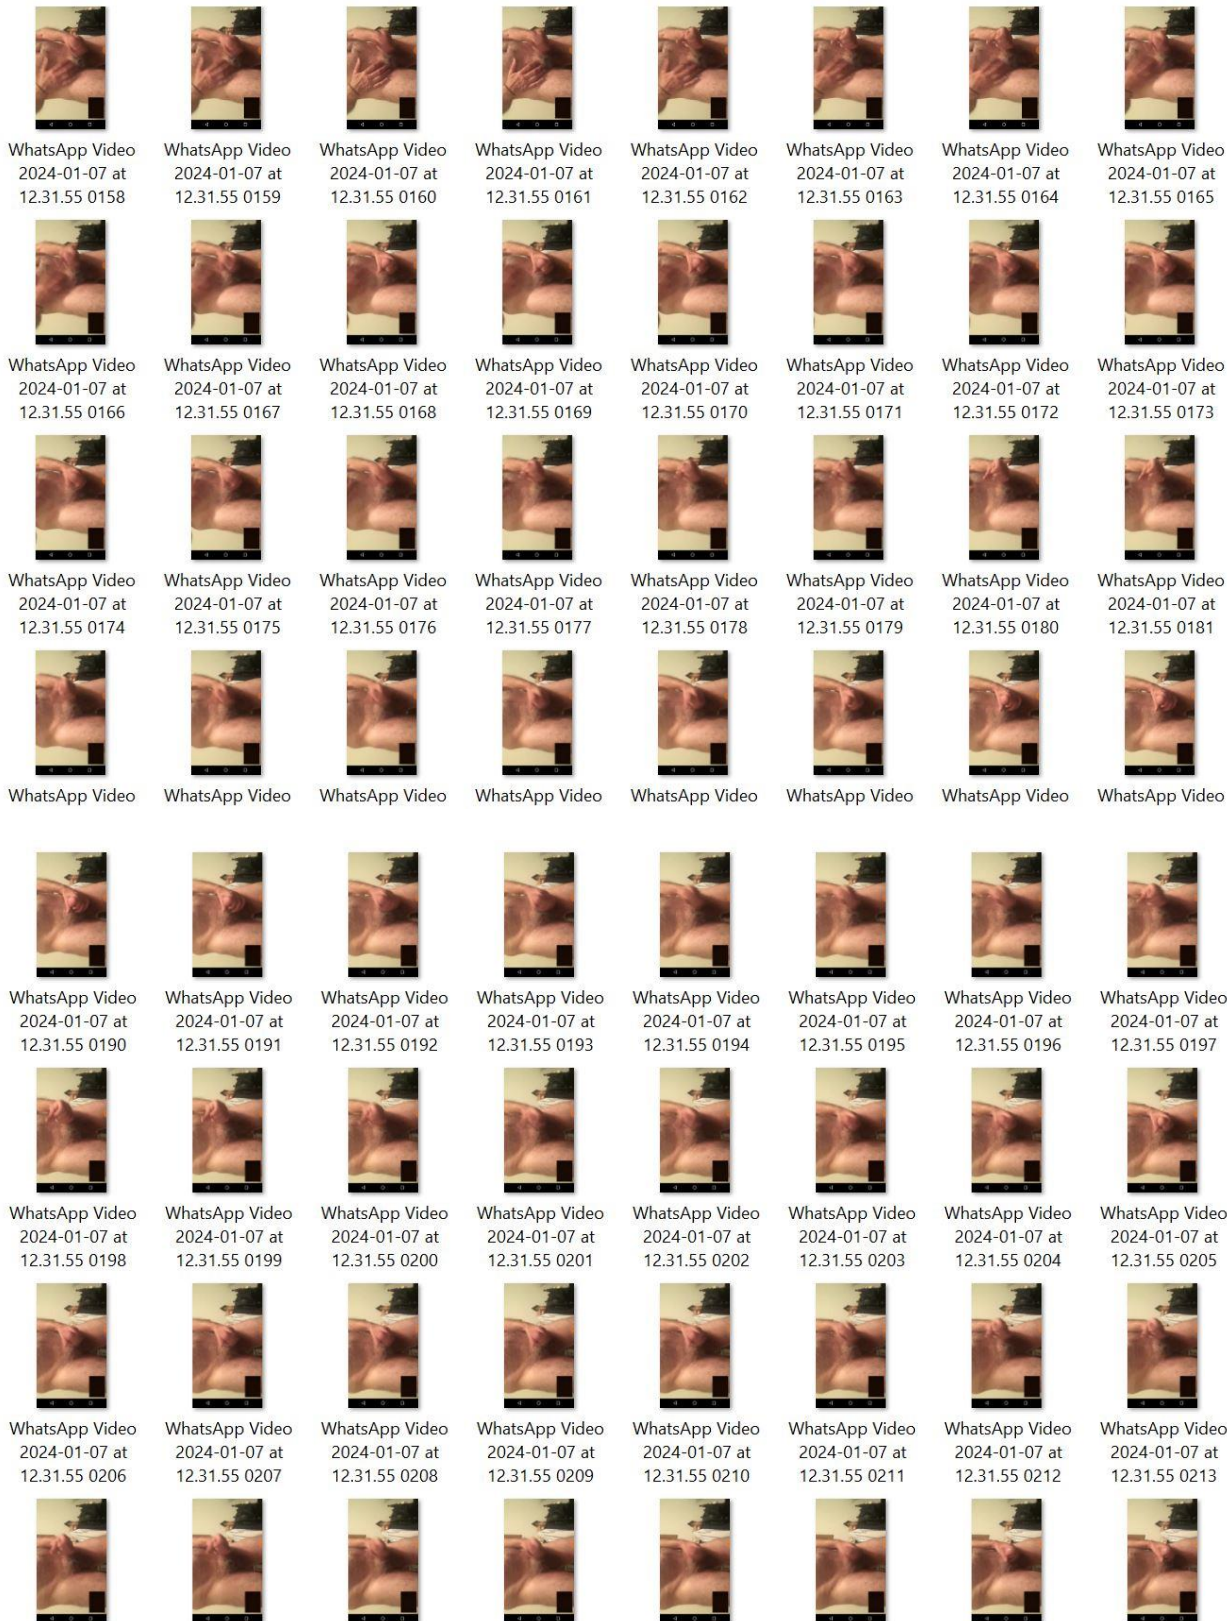 WhatsApp Video WhatsApp Video WhatsApp Video WhatsApp Video WhatsApp Video WhatsApp Video WhatsApp Video WhatsApp Video
2024-01-07 at 2024-01-07 at 2024-01-07 at 2024-01-07 at 2024-01-07 at 2024-01-07 at 2024-01-07 at 2024-01-07 at
12.31.55 0158 12.31.55 0159 12.31.55 0160 12.31.55 0161 12.31.55 0162 12.31.55 0163 12.31.55 0164 12.31.55 0165
WhatsApp Video WhatsApp Video WhatsApp Video WhatsApp Video WhatsApp Video WhatsApp Video WhatsApp Video WhatsApp Video
2024-01-07 at 2024-01-07 at 2024-01-07 at 2024-01-07 at 2024-01-07 at 2024-01-07 at 2024-01-07 at 2024-01-07 at
12.31.55 0166 12.31.55 0167 12.31.55 0168 12.31.55 0169 12.31.55 0170 12.31.55 0171 12.31.55 0172 12.31.55 0173
WhatsApp Video WhatsApp Video WhatsApp Video WhatsApp Video WhatsApp Video WhatsApp Video WhatsApp Video WhatsApp Video
2024-01-07 at 2024-01-07 at 2024-01-07 at 2024-01-07 at 2024-01-07 at 2024-01-07 at 2024-01-07 at 2024-01-07 at
12.31.55 0174 12.31.55 0175 12.31.55 0176 12.31.55 0177 12.31.55 0178 12.31.55 0179 12.31.55 0180 12.31.55 0181
WhatsApp Video WhatsApp Video WhatsApp Video WhatsApp Video WhatsApp Video WhatsApp Video WhatsApp Video WhatsApp Video
WhatsApp Video WhatsApp Video WhatsApp Video WhatsApp Video WhatsApp Video WhatsApp Video WhatsApp Video WhatsApp Video
2024-01-07 at 2024-01-07 at 2024-01-07 at 2024-01-07 at 2024-01-07 at 2024-01-07 at 2024-01-07 at 2024-01-07 at
12.31.55 0190 12.31.55 0191 12.31.55 0192 12.31.55 0193 12.31.55 0194 12.31.55 0195 12.31.55 0196 12.31.55 0197
WhatsApp Video WhatsApp Video WhatsApp Video WhatsApp Video WhatsApp Video WhatsApp Video WhatsApp Video WhatsApp Video
2024-01-07 at 2024-01-07 at 2024-01-07 at 2024-01-07 at 2024-01-07 at 2024-01-07 at 2024-01-07 at 2024-01-07 at
12.31.55 0198 12.31.55 0199 12.31.55 0200 12.31.55 0201 12.31.55 0202 12.31.55 0203 12.31.55 0204 12.31.55 0205
WhatsApp Video WhatsApp Video WhatsApp Video WhatsApp Video WhatsApp Video WhatsApp Video WhatsApp Video WhatsApp Video
2024-01-07 at 2024-01-07 at 2024-01-07 at 2024-01-07 at 2024-01-07 at 2024-01-07 at 2024-01-07 at 2024-01-07 at
12.31.55 0206 12.31.55 0207 12.31.55 0208 12.31.55 0209 12.31.55 0210 12.31.55 0211 12.31.55 0212 12.31.55 0213